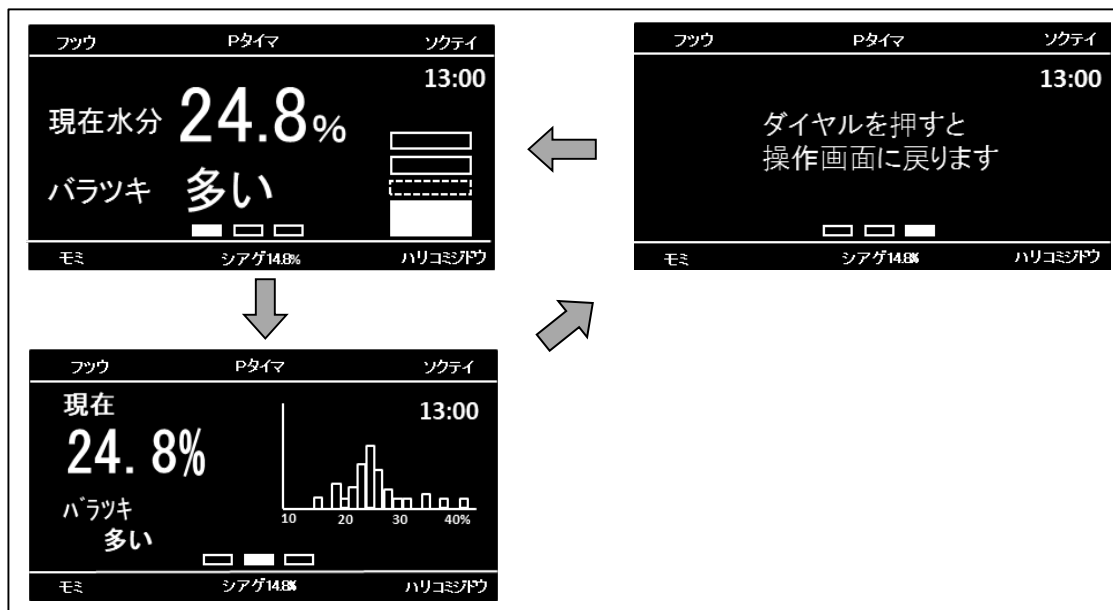 フツウ Pタイマ ソクテイ
13:00
現在水分 24.8%
バラツキ 多い
モミ シアゲ14.8% ハリコミジドウ
フツウ Pタイマ ソクテイ
13:00
ダイヤルを押すと
操作画面に戻ります
モミ シアゲ14.8% ハリコミジドウ
フツウ Pタイマ ソクテイ
現在
13:00
24.8%
バラツキ
多い
10 20 30 40%
モミ シアゲ14.8% ハリコミジドウ